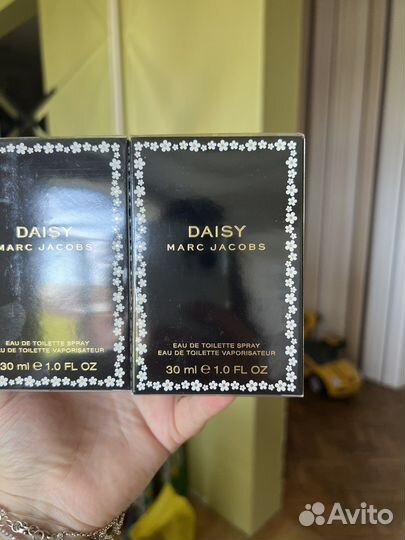 DAISY
MARC JACOBS
EAU DE TOILETTE SPRAY
EAU DE TOILETTE VAPORISATEUR
30 ml e 1.0 FL OZ
DAISY
MARC JACOBS
EAU DE TOILETTE SPRAY
EAU DE TOILETTE VAPORISATEUR
30 ml e 1.0 FL OZ
Avito